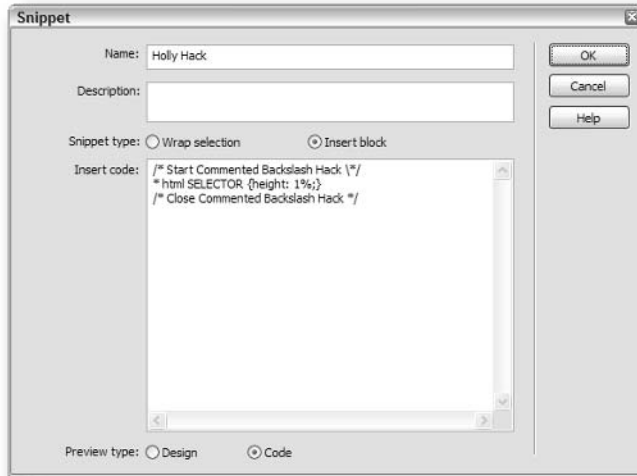 Snippet
Name: Holly Hack
OK
Description:
Cancel
Help
Snippet type: Wrap selection Insert block
Insert code: /* Start Commented Backslash Hack \*/
* html SELECTOR {height: 1%;}
/* Close Commented Backslash Hack */
Preview type: Design Code